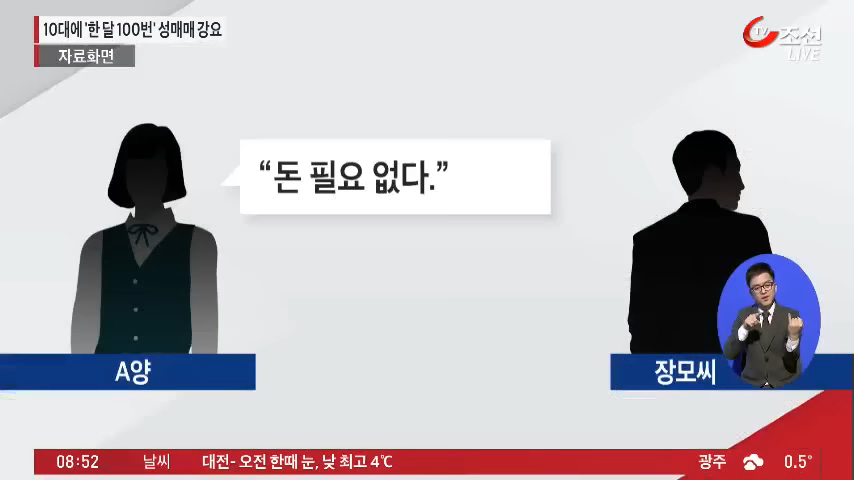 10대에 '한 달 100번' 성매매 강요
자료화면
TV조선
LIVE
“돈 필요 없다.”
A양
장모씨
08:52 날씨 대전- 오전 한때 눈, 낮 최고 4℃ 광주 0.5°